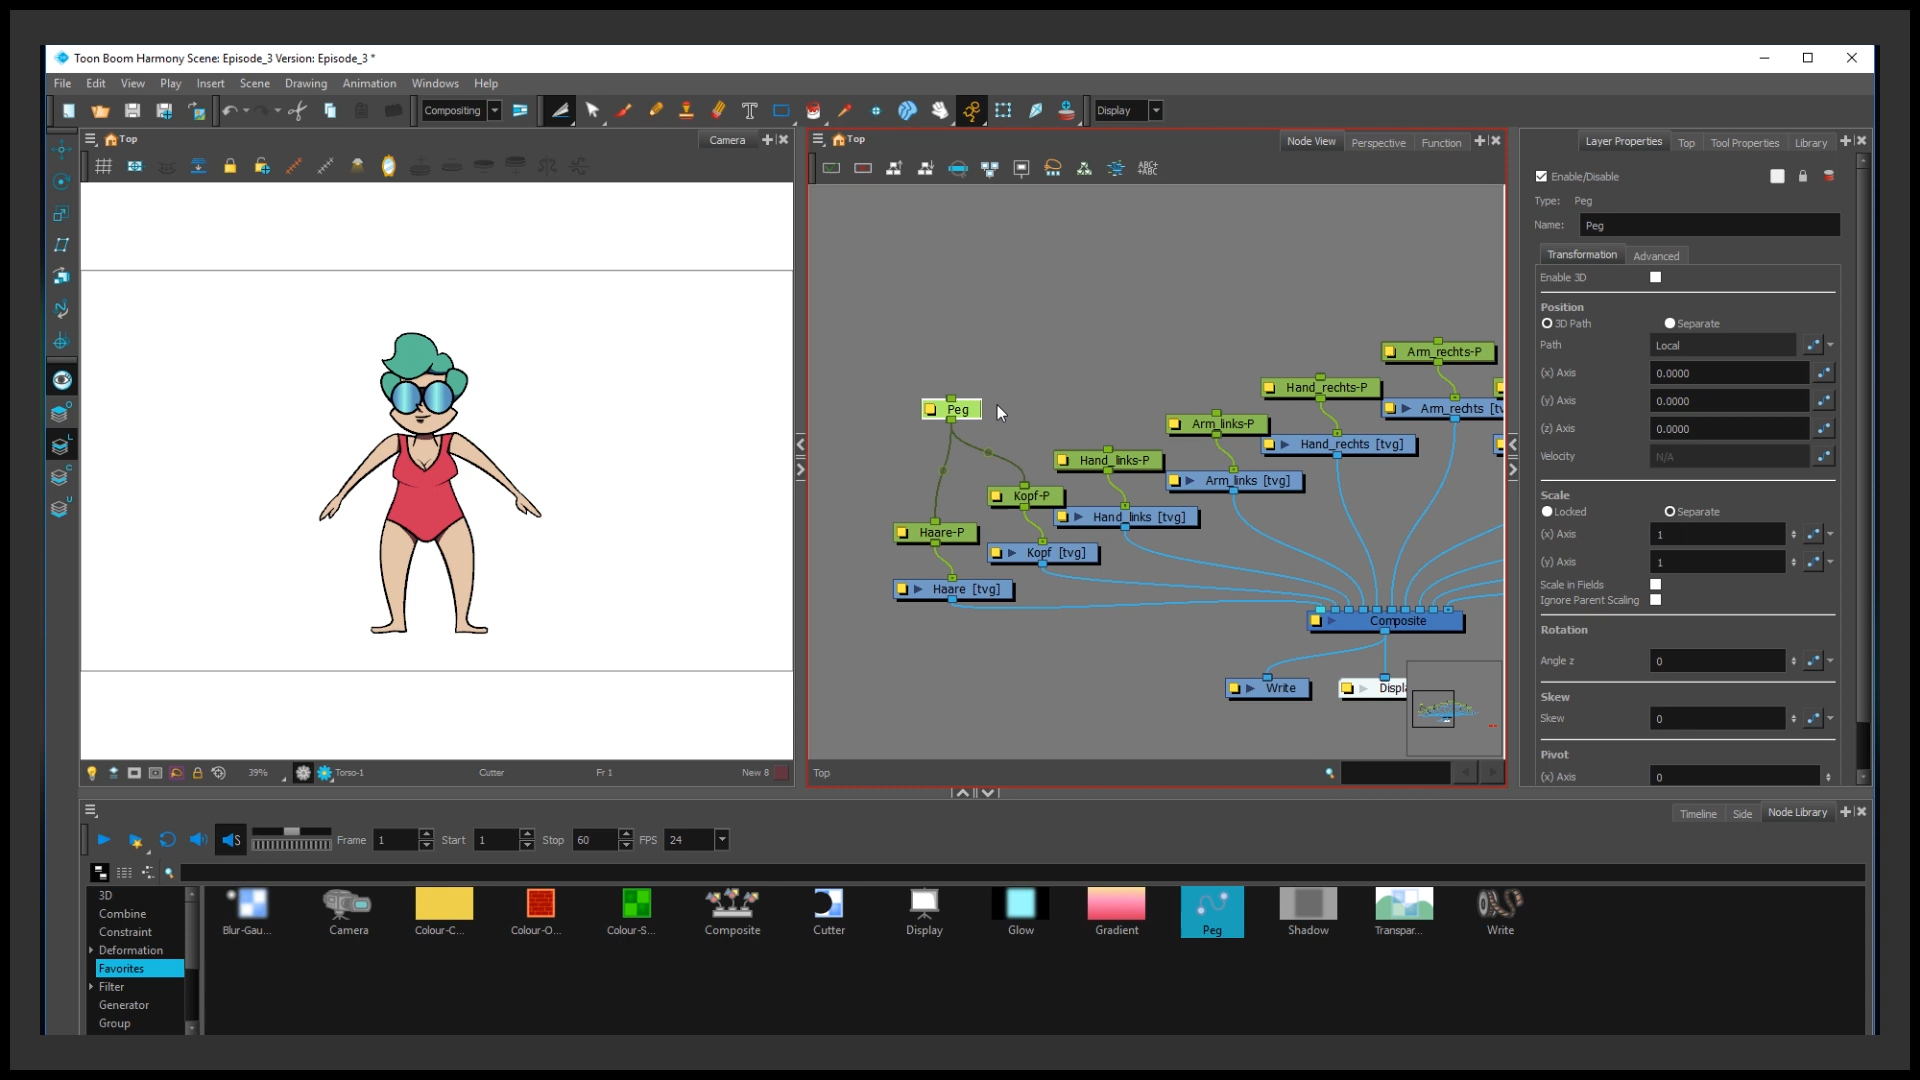 Toon Boom Harmony Scene: Episode_3 Version: Episode_3 *
File Edit View Play Insert Scene Drawing Animation Windows Help
Compositing
Display
Top
Camera
Top
Node View Perspective Function
Layer Properties Top Tool Properties Library
ABC+
+ABC
Enable/Disable
Type: Peg
Name: Peg
Transformation Advanced
Enable 3D
Position
3D Path Separate
Path Local
(x) Axis 0.0000
(y) Axis 0.0000
(z) Axis 0.0000
Velocity N/A
Scale
Locked Separate
(x) Axis 1
(y) Axis 1
Scale in Fields
Ignore Parent Scaling
Rotation
Angle z 0
Skew
Skew 0
Pivot
(x) Axis 0
Arm_rechts-P
Hand_rechts-P
Peg
Arm_rechts [tv
Arm_links-P
Hand_rechts [tvg]
Hand_links-P
Arm_links [tvg]
Kopf-P
Hand_links [tvg]
Haare-P
Kopf [tvg]
Haare [tvg]
Composite
Write
Displa
39%
Torso-1
Cutter
Fr 1
New 8
Top
Timeline Side Node Library
Frame 1 Start 1 Stop 60 FPS 24
3D
Combine
Constraint
Deformation
Favorites
Filter
Generator
Group
Blur-Gau... Camera Colour-C... Colour-O... Colour-S... Composite Cutter Display Glow Gradient Peg Shadow Transpar... Write